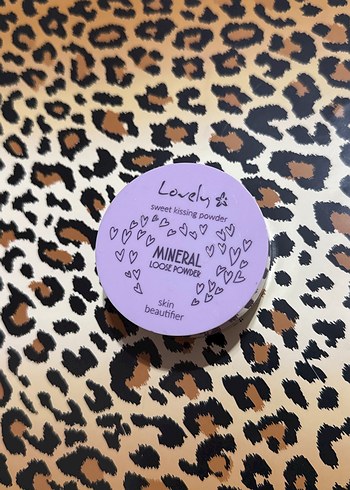 Lovely
sweet kissing powder
MINERAL
LOOSE POWDER
skin
beautifier